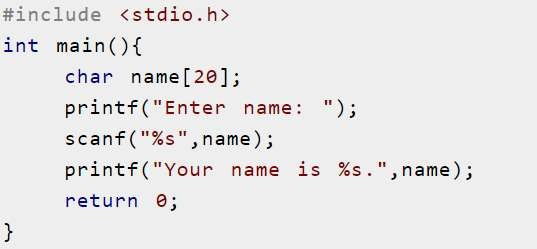 #include <stdio.h>
int main(){
char name[20];
printf("Enter name: ");
scanf("%s",name);
printf("Your name is %s.",name);
return 0;
}